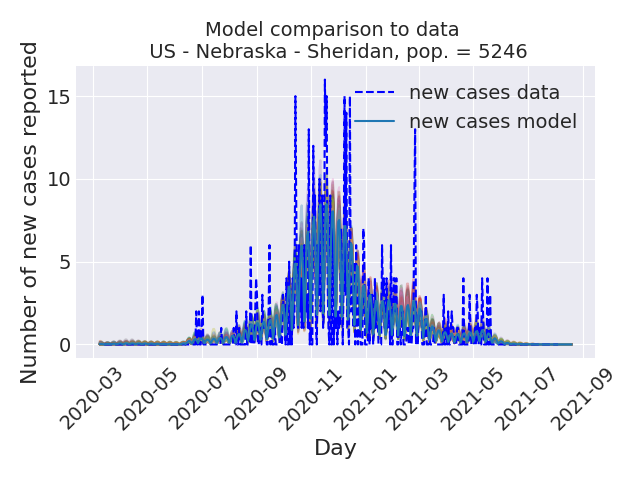 Model comparison to data
US - Nebraska - Sheridan, pop. = 5246
Number of new cases reported
15
10
5
0
new cases data
new cases model
2020-03
2020-05
2020-07
2020-09
2020-11
2021-01
2021-03
2021-05
2021-07
2021-09
Day